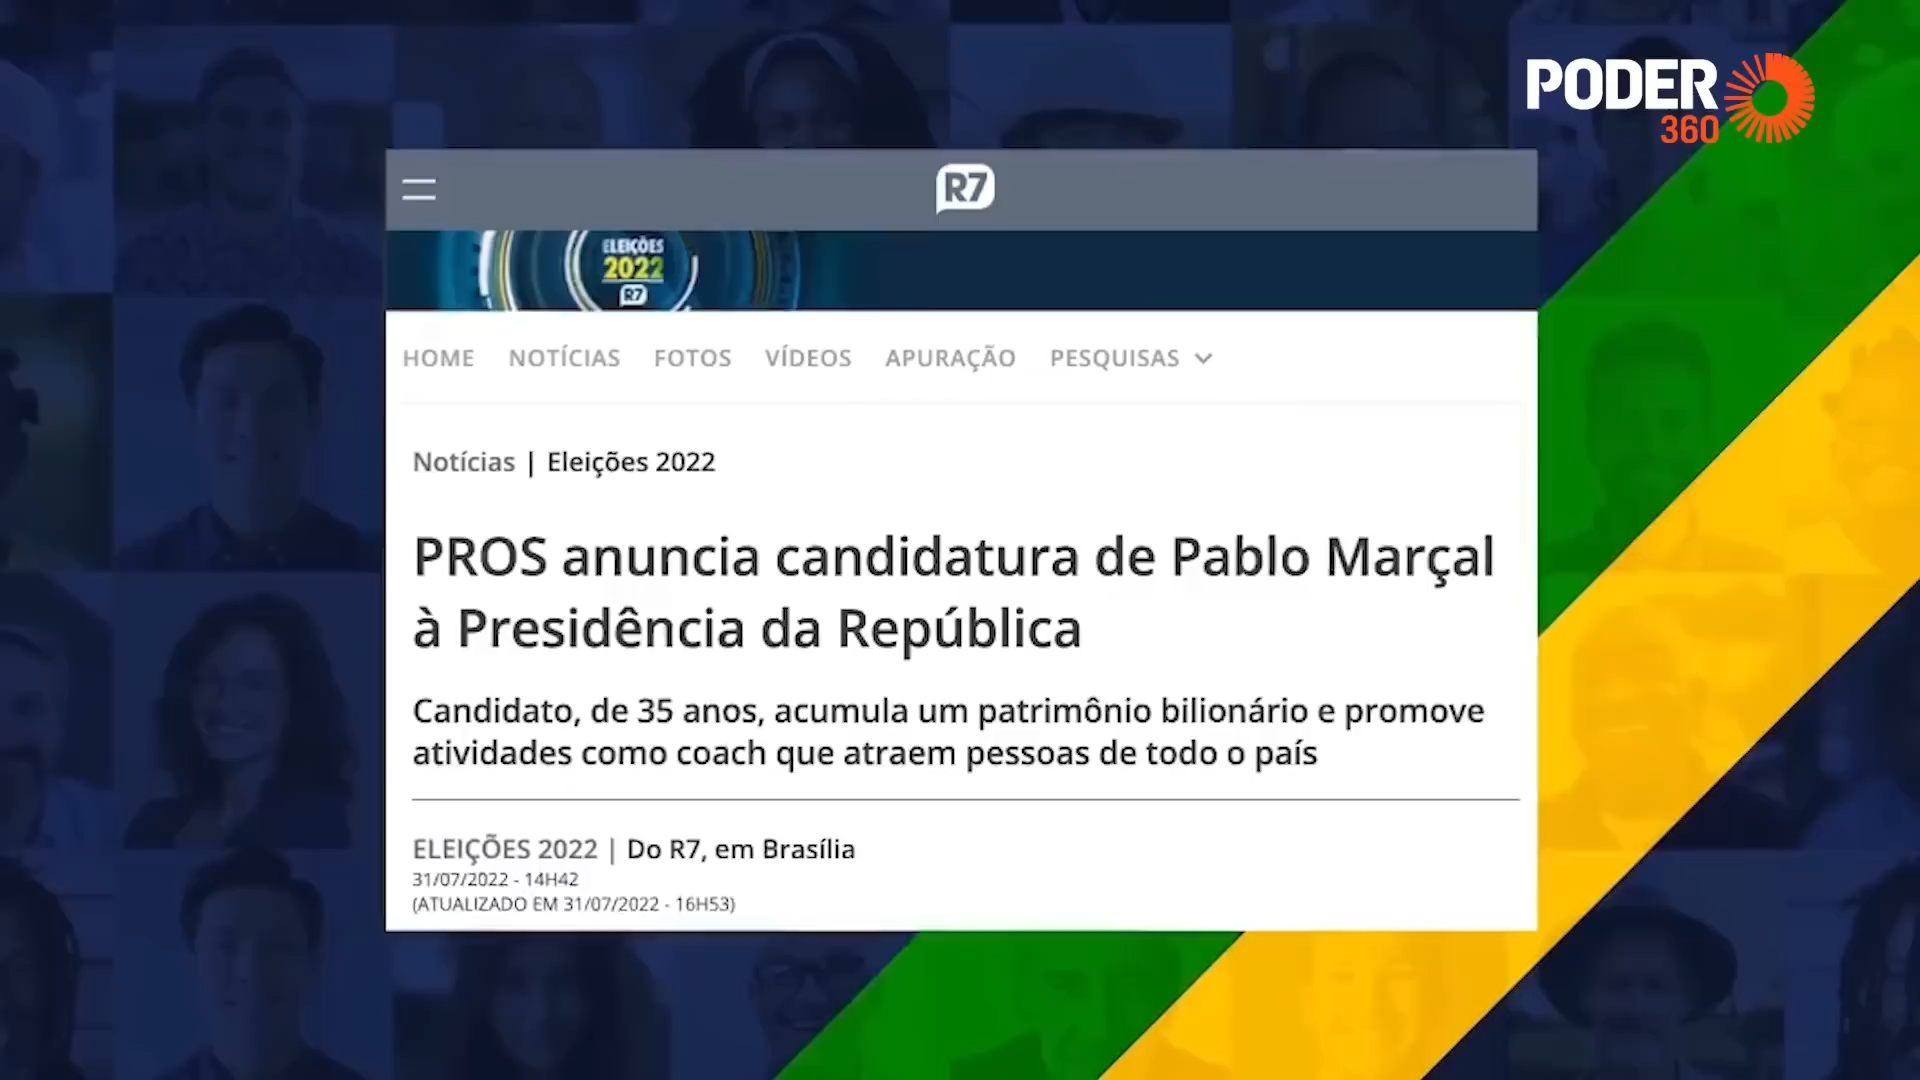 PODER
360
R7
ELEIÇÕES
2022
R7
HOME NOTÍCIAS FOTOS VÍDEOS APURAÇÃO PESQUISAS
Notícias | Eleições 2022
PROS anuncia candidatura de Pablo Marçal
à Presidência da República
Candidato, de 35 anos, acumula um patrimônio bilionário e promove
atividades como coach que atraem pessoas de todo o país
ELEIÇÕES 2022 | Do R7, em Brasília
31/07/2022 - 14H42
(ATUALIZADO EM 31/07/2022 - 16H53)